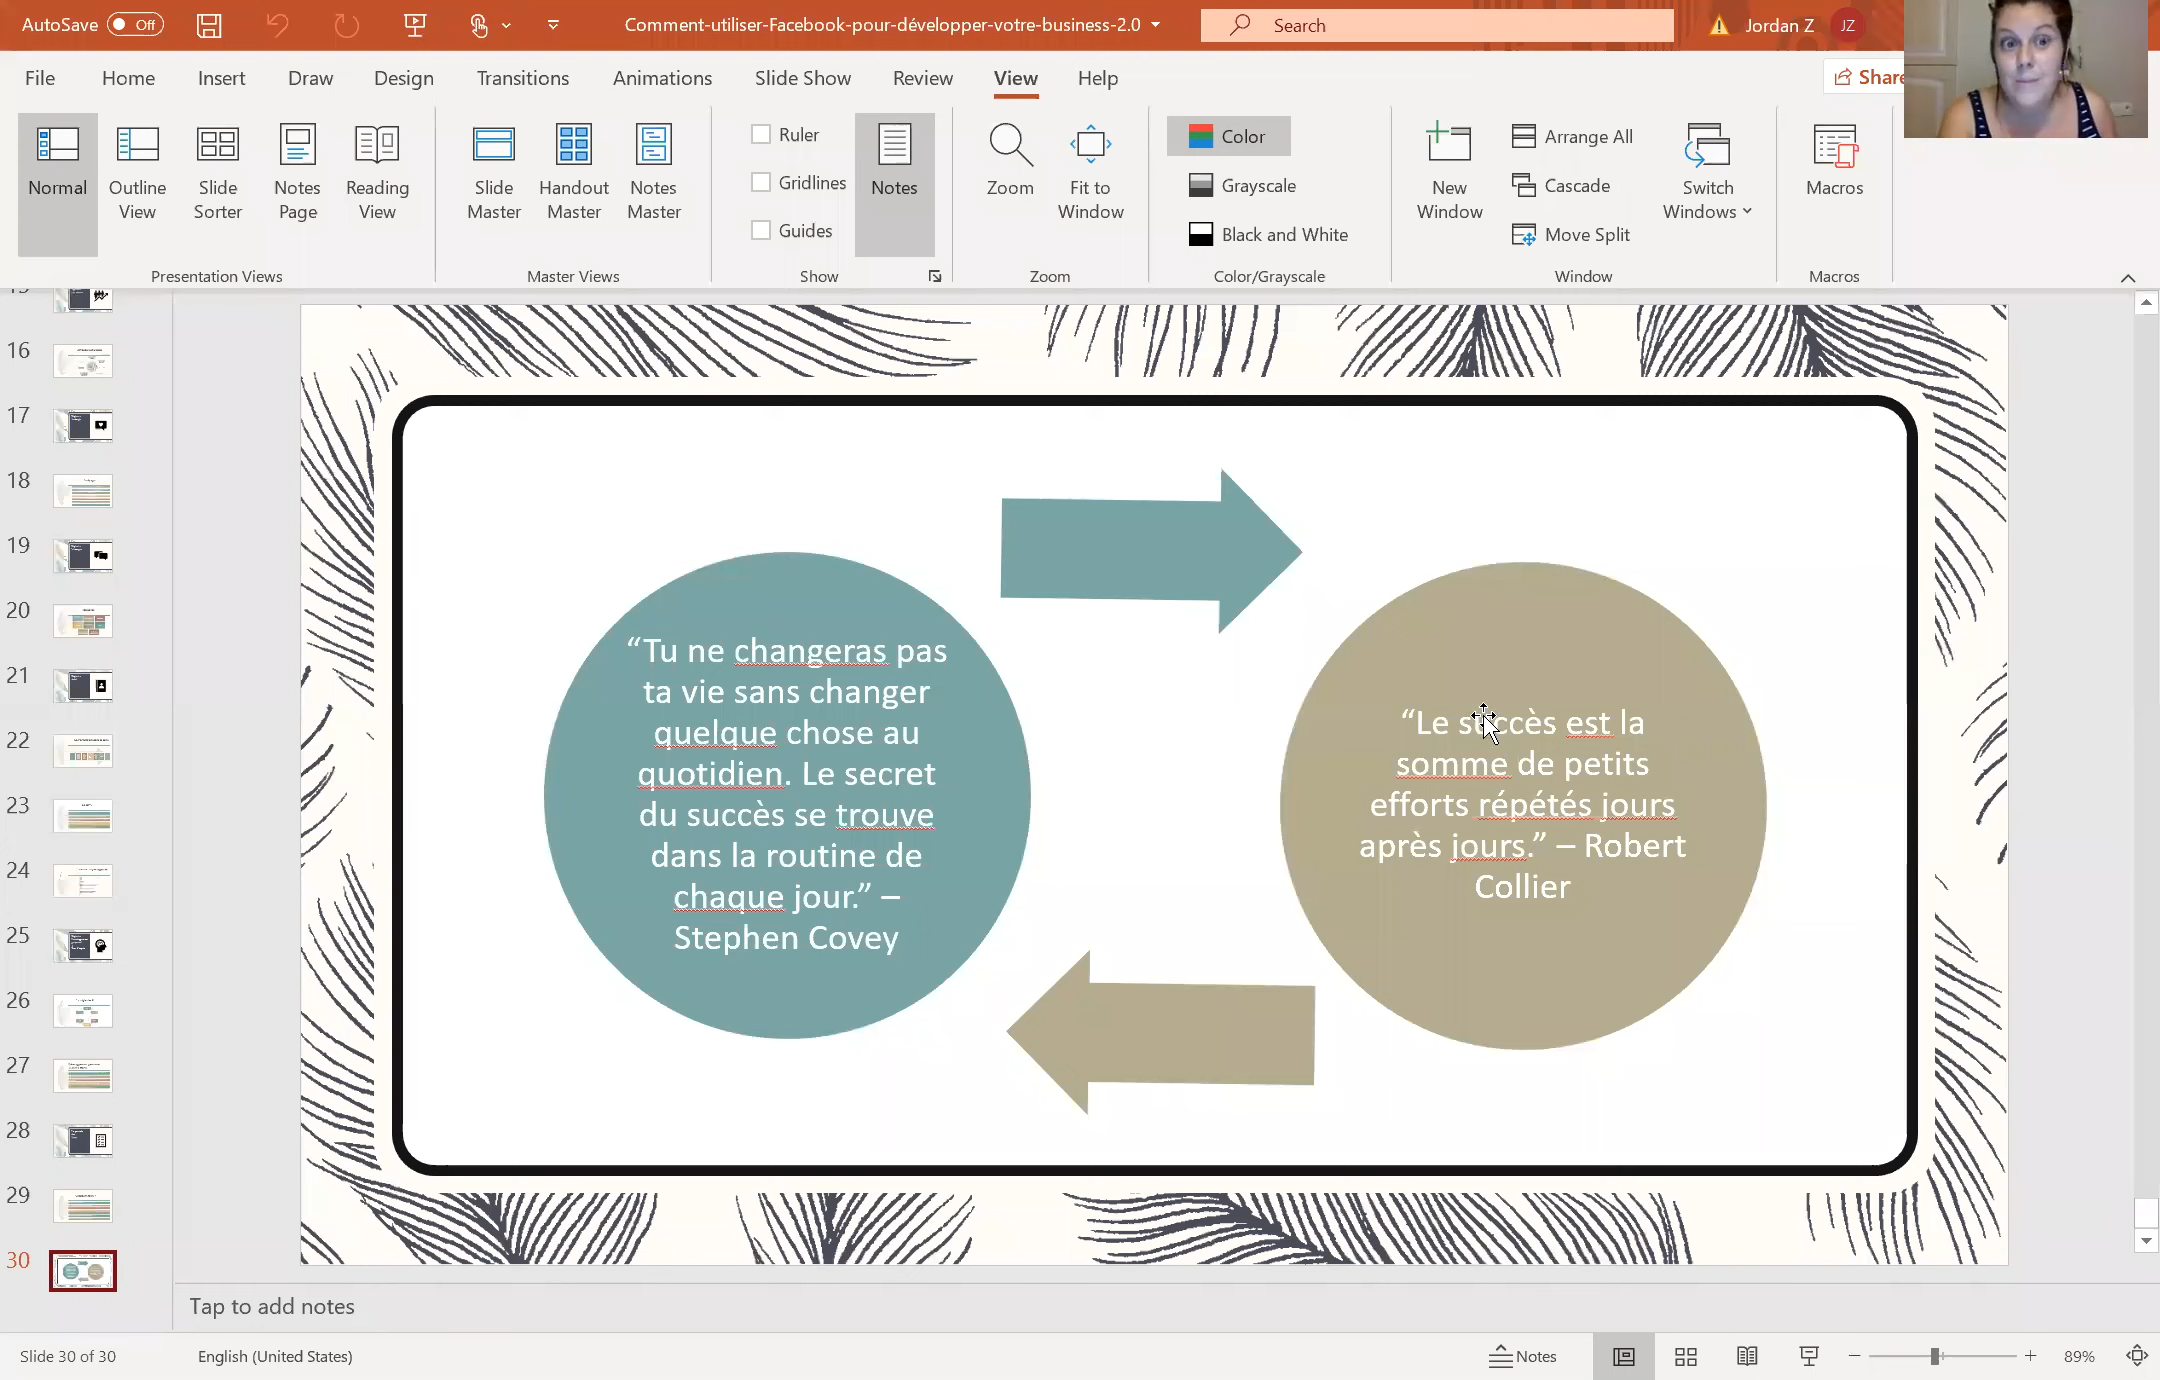 AutoSave Off
Comment-utiliser-Facebook-pour-développer-votre-business-2.0
Search
Jordan Z
JZ
File Home Insert Draw Design Transitions Animations Slide Show Review View Help
Share
Normal
Outline View
Slide Sorter
Notes Page
Reading View
Presentation Views
Slide Master
Handout Master
Notes Master
Master Views
Ruler
Gridlines
Guides
Notes
Show
Zoom
Fit to Window
Zoom
Color
Grayscale
Black and White
Color/Grayscale
New Window
Arrange All
Cascade
Move Split
Switch Windows
Window
Macros
Macros
16
17
18
19
20
21
22
23
24
25
26
27
28
29
30
“Tu ne changeras pas
ta vie sans changer
quelque chose au
quotidien. Le secret
du succès se trouve
dans la routine de
chaque jour.” –
Stephen Covey
“Le succès est la
somme de petits
efforts répétés jours
après jours.” – Robert
Collier
Tap to add notes
Slide 30 of 30
English (United States)
Notes
89%